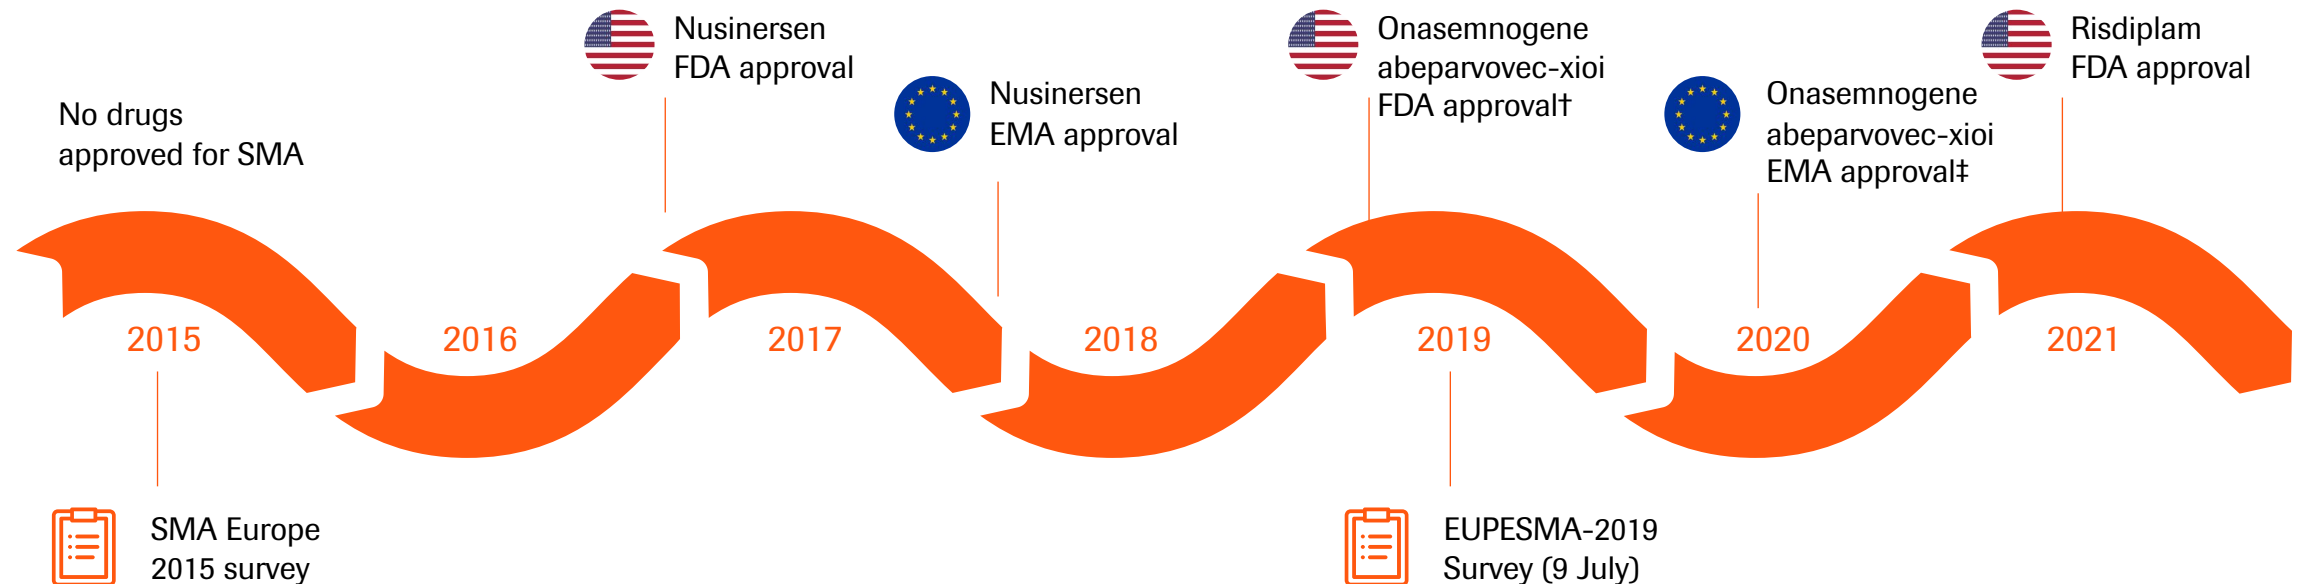 No drugs
approved for SMA
Nusinersen
FDA approval
Nusinersen
EMA approval
Onasemnogene
abeparvovec-xioi
FDA approval†
Onasemnogene
abeparvovec-xioi
EMA approval‡
Risdiplam
FDA approval
2015
2016
2017
2018
2019
2020
2021
SMA Europe
2015 survey
EUPESMA-2019
Survey (9 July)